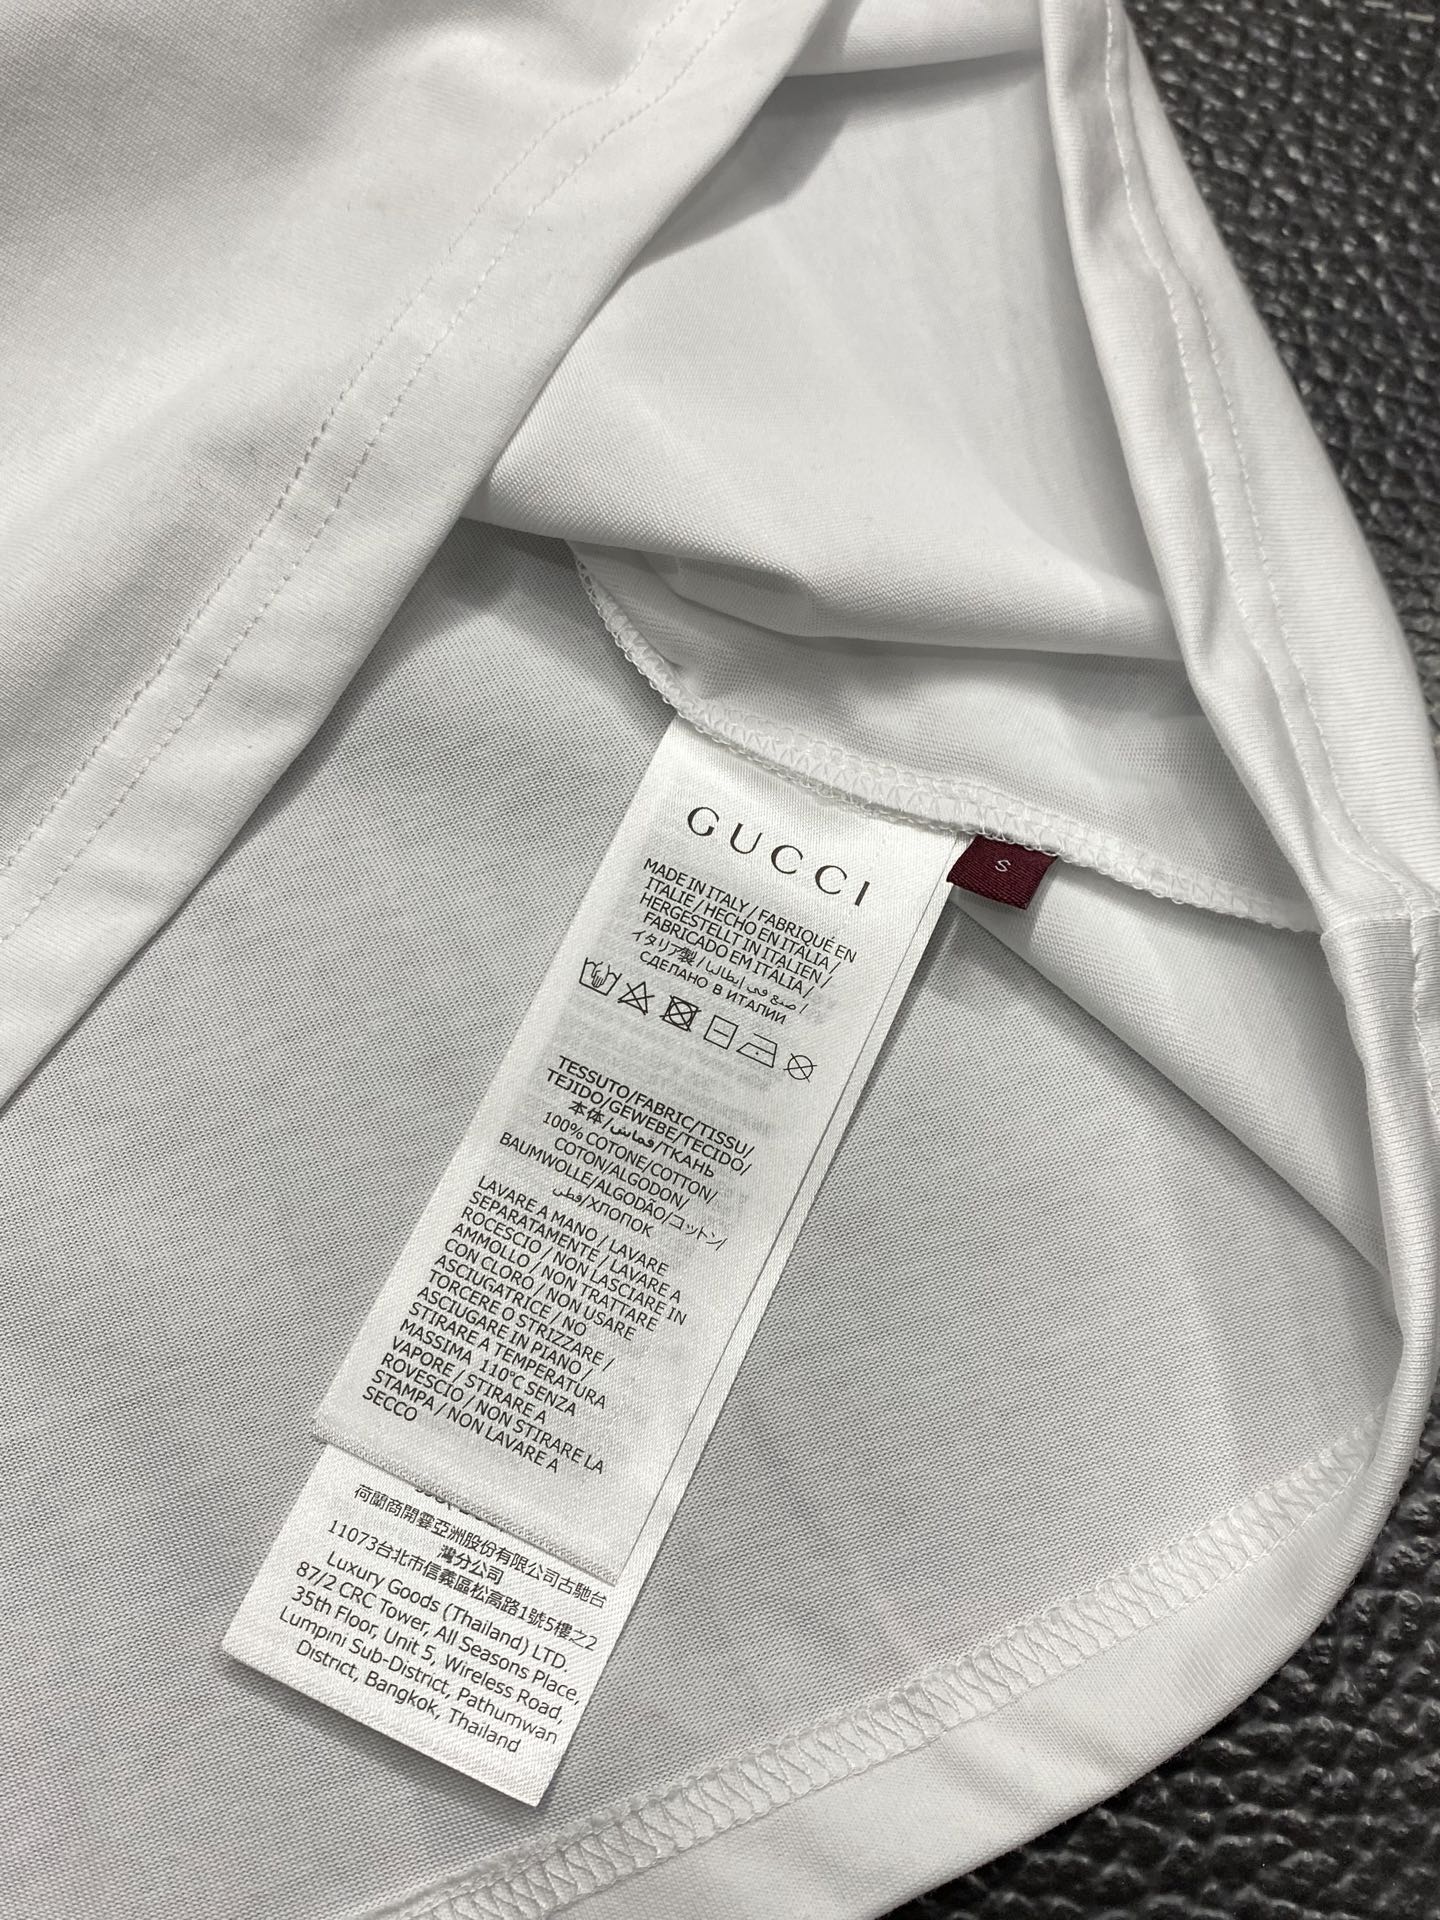 GUCCI
S
MADE IN ITALY / FABRIQUÉ EN
ITALIE / HECHO EN ITALIA /
HERGESTELLT IN ITALIEN /
FABRICADO EM ITALIA /
イタリア製 / صنع في إيطاليا /
СДЕЛАНО В ИТАЛИИ
TESSUTO/FABRIC/TISSU/
TEJIDO/GEWEBE/TECIDO/
本体/قماش/ТКАНЬ
100% COTONE/COTTON/
COTON/ALGODON/
BAUMWOLLE/ALGODÃO/コットン/
قطن/ХЛОПОК
LAVARE A MANO / LAVARE
SEPARATAMENTE / LAVARE A
ROCESCIO / NON LASCIARE IN
AMMOLLO / NON TRATTARE
CON CLORO / NON USARE
ASCIUGATRICE / NO
TORCERE O STRIZZARE /
ASCIUGARE IN PIANO /
STIRARE A TEMPERATURA
MASSIMA 110°C SENZA
VAPORE / STIRARE A
ROVESCIO / NON STIRARE LA
STAMPA / NON LAVARE A
SECCO
荷蘭商開雲亞洲股份有限公司古馳台
灣分公司
11073台北市信義區松高路1號5樓之2
Luxury Goods (Thailand) LTD.
87/2 CRC Tower, All Seasons Place,
35th Floor, Unit 5, Wireless Road,
Lumpini Sub-District, Pathumwan
District, Bangkok, Thailand